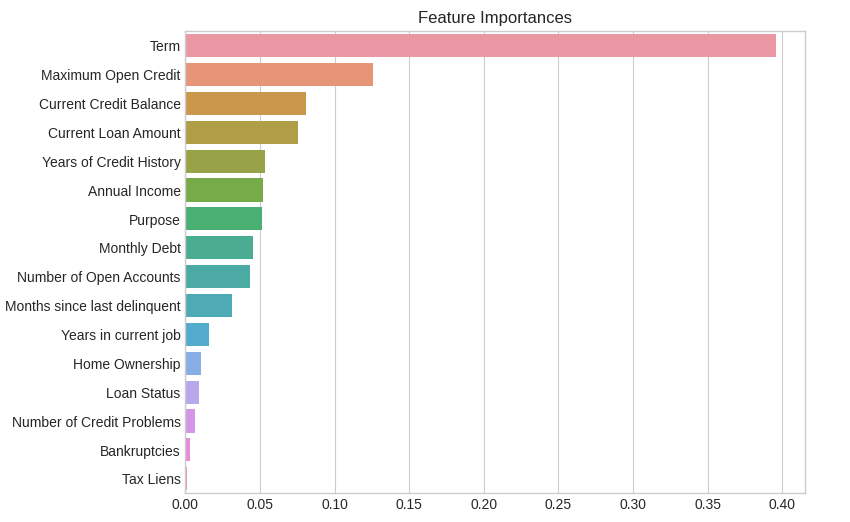 Feature Importances
Term
Maximum Open Credit
Current Credit Balance
Current Loan Amount
Years of Credit History
Annual Income
Purpose
Monthly Debt
Number of Open Accounts
Months since last delinquent
Years in current job
Home Ownership
Loan Status
Number of Credit Problems
Bankruptcies
Tax Liens
0.00 0.05 0.10 0.15 0.20 0.25 0.30 0.35 0.40